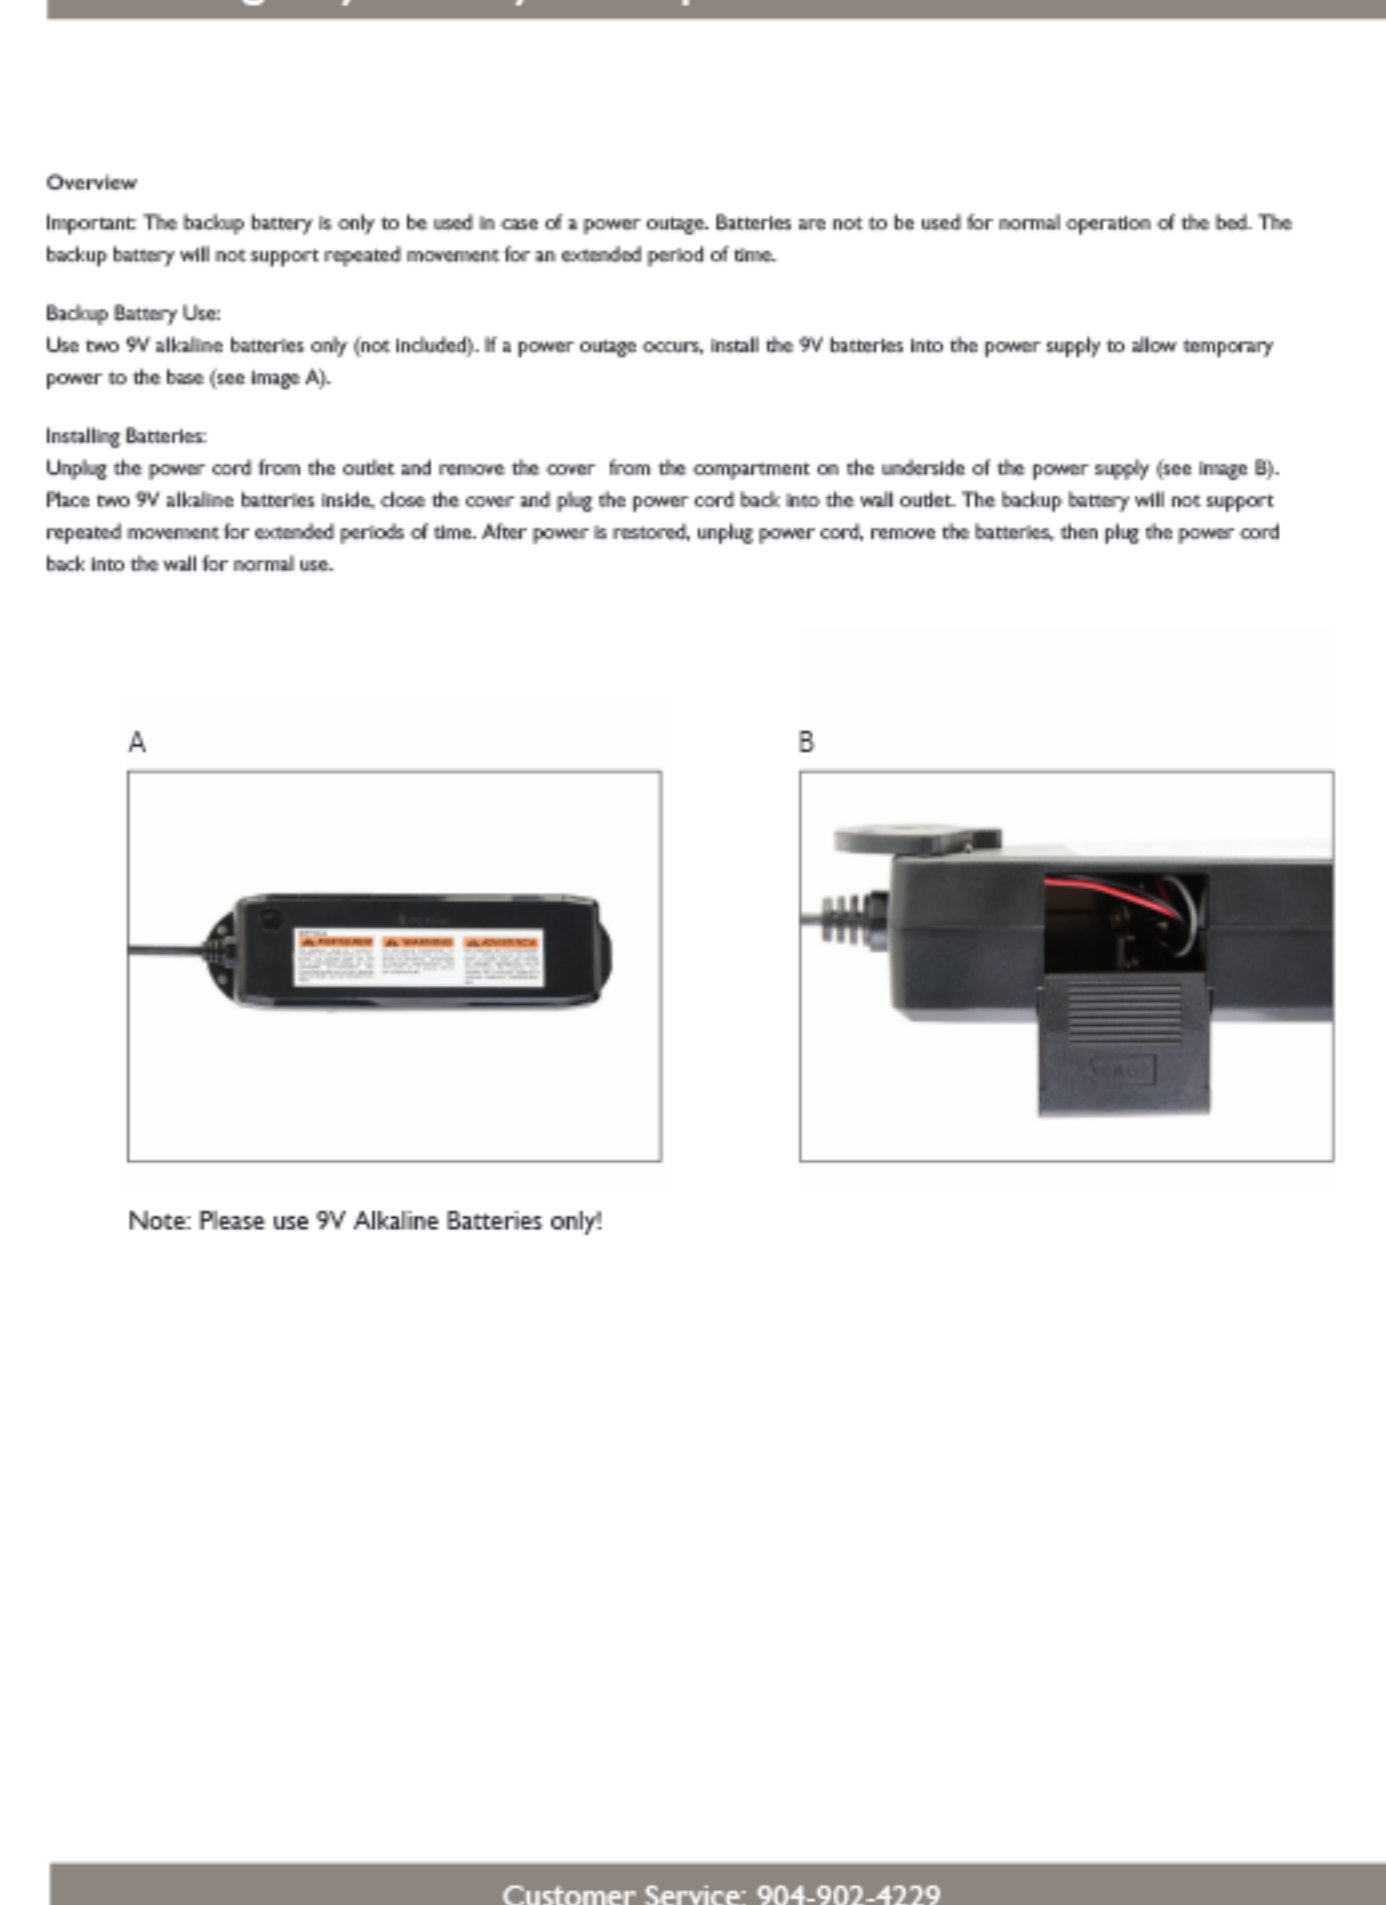 Overview
Important: The backup battery is only to be used in case of a power outage. Batteries are not to be used for normal operation of the bed. The
backup battery will not support repeated movement for an extended period of time.
Backup Battery Use:
Use two 9V alkaline batteries only (not included). If a power outage occurs, install the 9V batteries into the power supply to allow temporary
power to the base (see image A).
Installing Batteries:
Unplug the power cord from the outlet and remove the cover from the compartment on the underside of the power supply (see image B).
Place two 9V alkaline batteries inside, close the cover and plug the power cord back into the wall outlet. The backup battery will not support
repeated movement for extended periods of time. After power is restored, unplug power cord, remove the batteries, then plug the power cord
back into the wall for normal use.
A
B
WARNING
ADVERTENCIA
Note: Please use 9V Alkaline Batteries only!
Customer Service: 904-902-4229